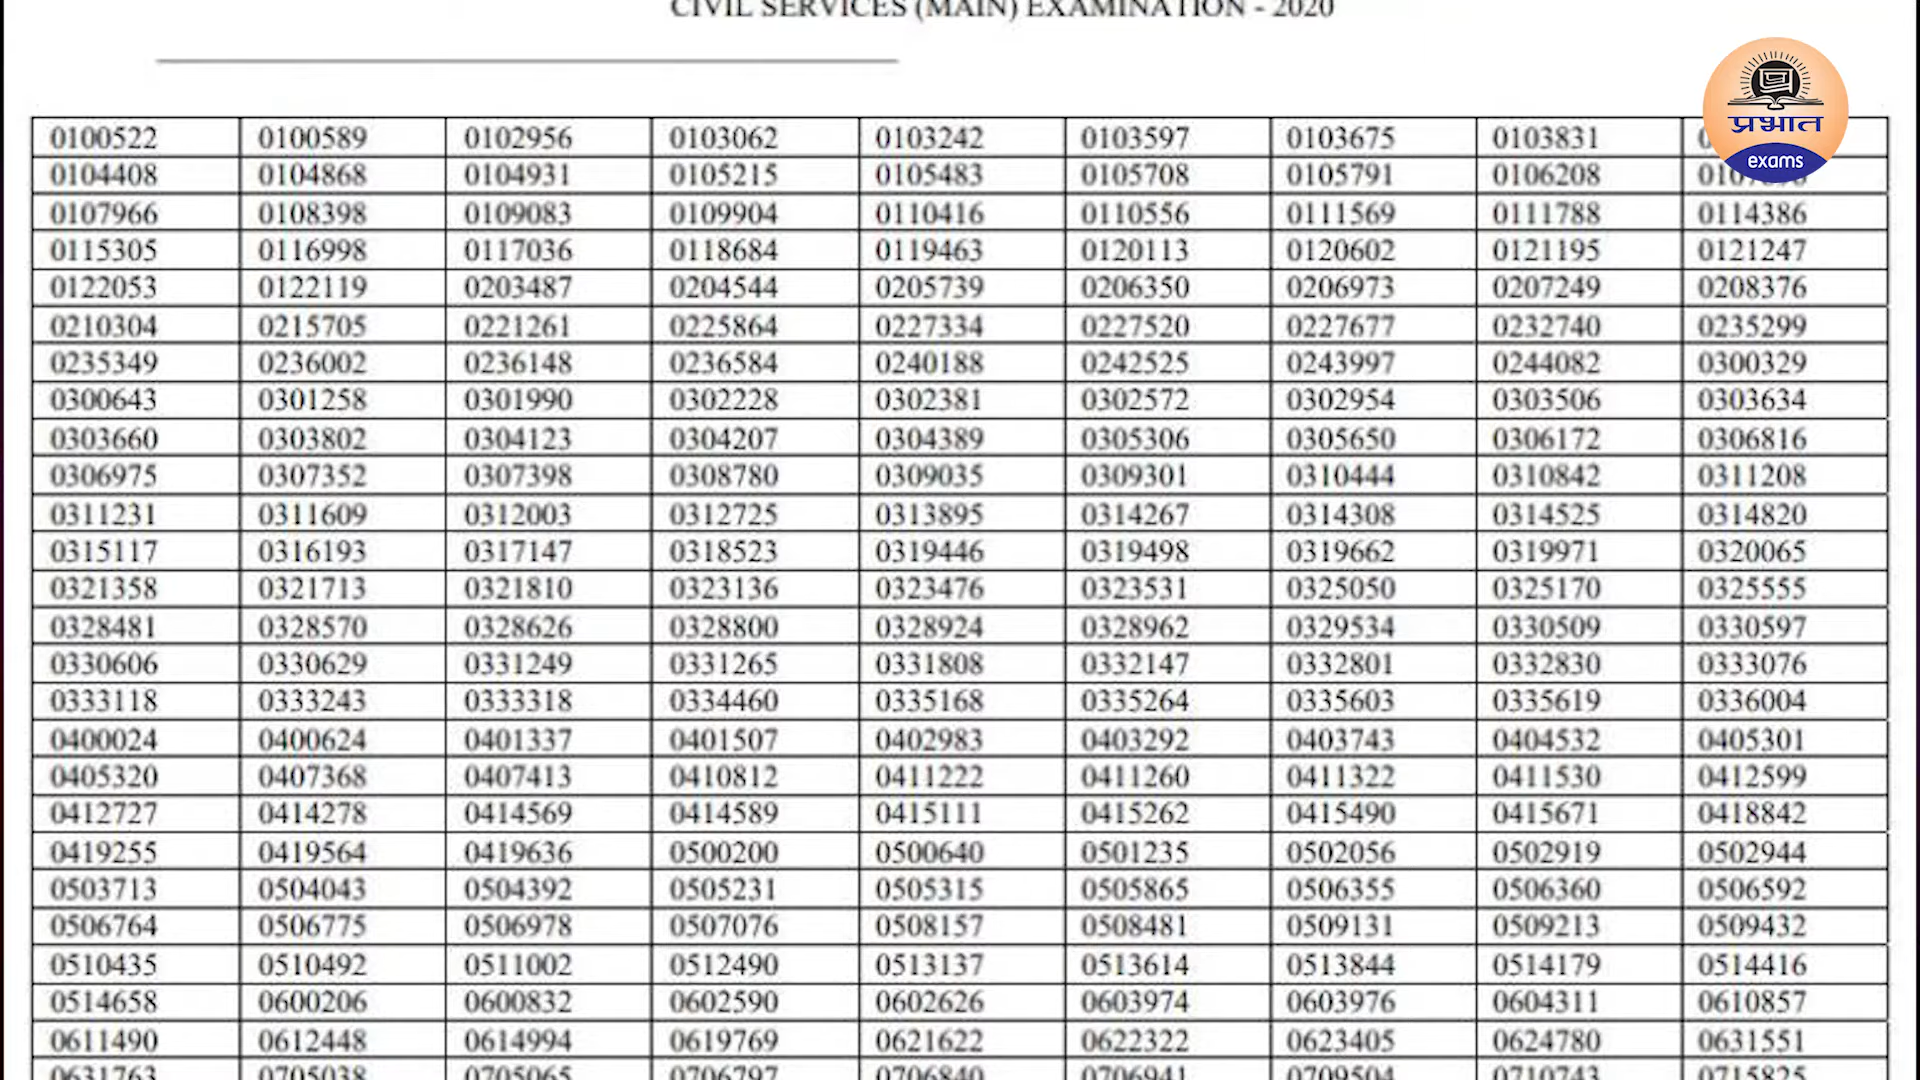 CIVIL SERVICES (MAIN) EXAMINATION - 2020
प्रभात
exams
0100522 0100589 0102956 0103062 0103242 0103597 0103675 0103831
0104408 0104868 0104931 0105215 0105483 0105708 0105791 0106208
0107966 0108398 0109083 0109904 0110416 0110556 0111569 0111788 0114386
0115305 0116998 0117036 0118684 0119463 0120113 0120602 0121195 0121247
0122053 0122119 0203487 0204544 0205739 0206350 0206973 0207249 0208376
0210304 0215705 0221261 0225864 0227334 0227520 0227677 0232740 0235299
0235349 0236002 0236148 0236584 0240188 0242525 0243997 0244082 0300329
0300643 0301258 0301990 0302228 0302381 0302572 0302954 0303506 0303634
0303660 0303802 0304123 0304207 0304389 0305306 0305650 0306172 0306816
0306975 0307352 0307398 0308780 0309035 0309301 0310444 0310842 0311208
0311231 0311609 0312003 0312725 0313895 0314267 0314308 0314525 0314820
0315117 0316193 0317147 0318523 0319446 0319498 0319662 0319971 0320065
0321358 0321713 0321810 0323136 0323476 0323531 0325050 0325170 0325555
0328481 0328570 0328626 0328800 0328924 0328962 0329534 0330509 0330597
0330606 0330629 0331249 0331265 0331808 0332147 0332801 0332830 0333076
0333118 0333243 0333318 0334460 0335168 0335264 0335603 0335619 0336004
0400024 0400624 0401337 0401507 0402983 0403292 0403743 0404532 0405301
0405320 0407368 0407413 0410812 0411222 0411260 0411322 0411530 0412599
0412727 0414278 0414569 0414589 0415111 0415262 0415490 0415671 0418842
0419255 0419564 0419636 0500200 0500640 0501235 0502056 0502919 0502944
0503713 0504043 0504392 0505231 0505315 0505865 0506355 0506360 0506592
0506764 0506775 0506978 0507076 0508157 0508481 0509131 0509213 0509432
0510435 0510492 0511002 0512490 0513137 0513614 0513844 0514179 0514416
0514658 0600206 0600832 0602590 0602626 0603974 0603976 0604311 0610857
0611490 0612448 0614994 0619769 0621622 0622322 0623405 0624780 0631551
0631763 0705038 0705065 0706797 0706840 0706941 0709504 0710743 0715825